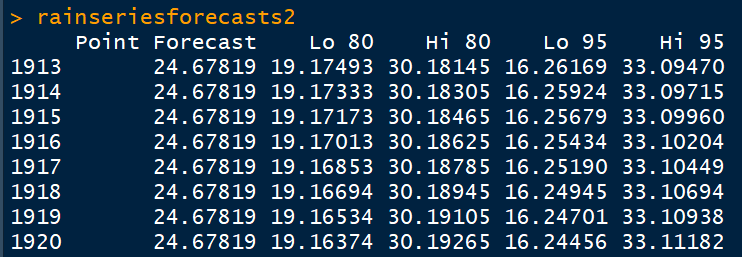 > rainseriesforecasts2
Point Forecast Lo 80 Hi 80 Lo 95 Hi 95
1913 24.67819 19.17493 30.18145 16.26169 33.09470
1914 24.67819 19.17333 30.18305 16.25924 33.09715
1915 24.67819 19.17173 30.18465 16.25679 33.09960
1916 24.67819 19.17013 30.18625 16.25434 33.10204
1917 24.67819 19.16853 30.18785 16.25190 33.10449
1918 24.67819 19.16694 30.18945 16.24945 33.10694
1919 24.67819 19.16534 30.19105 16.24701 33.10938
1920 24.67819 19.16374 30.19265 16.24456 33.11182